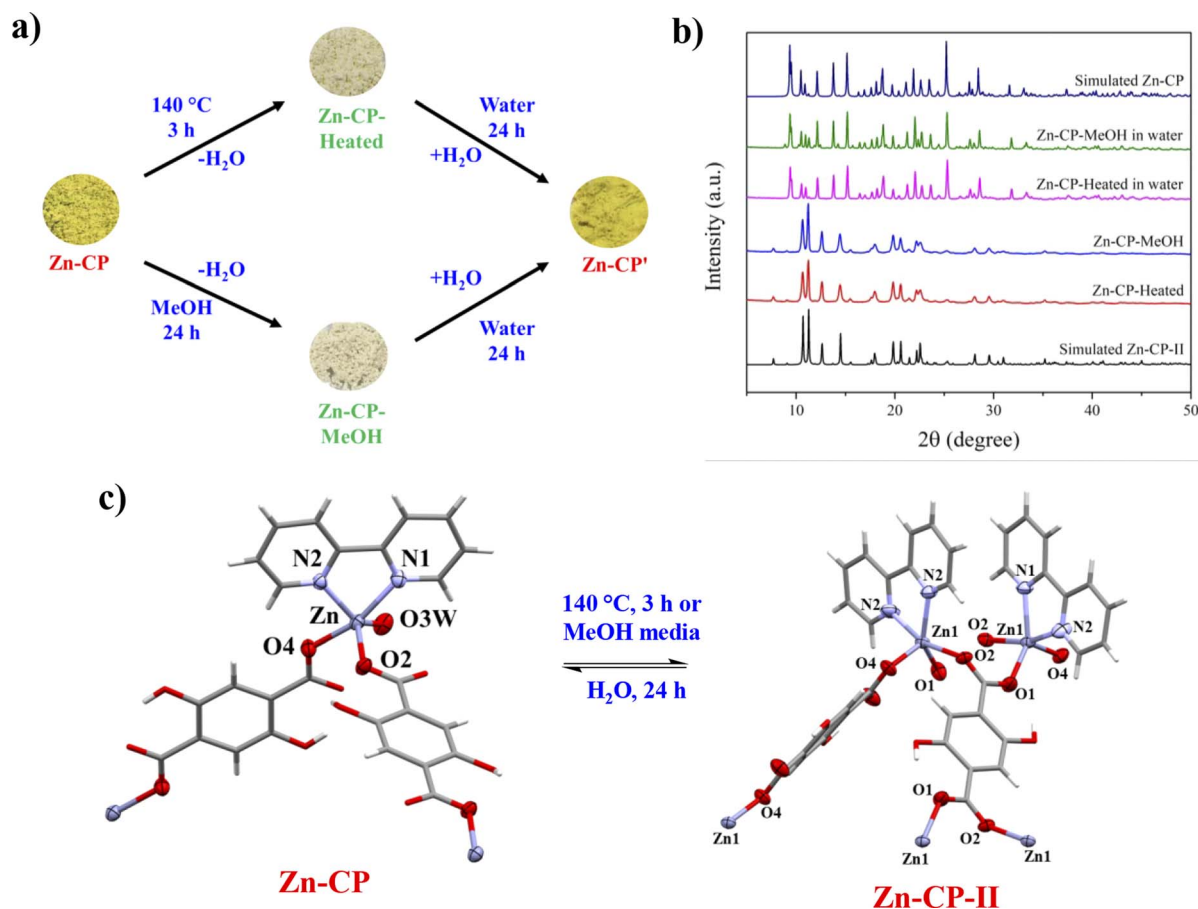 a)
140 °C
3 h
-H₂O
Zn-CP-
Heated
Water
24 h
+H₂O
Zn-CP
Zn-CP'
-H₂O
MeOH
24 h
Zn-CP-
MeOH
+H₂O
Water
24 h
b)
Intensity (a.u.)
Simulated Zn-CP
Zn-CP-MeOH in water
Zn-CP-Heated in water
Zn-CP-MeOH
Zn-CP-Heated
Simulated Zn-CP-II
10 20 30 40 50
2θ (degree)
c)
N2 N1
Zn O3W
O4 O2
Zn-CP
140 °C, 3 h or
MeOH media
H₂O, 24 h
N2 N2 N1
Zn1 O2 Zn1 N2
O4 O1 O2 O1 O4
O4 O1 O2
Zn1 Zn1 Zn1
Zn-CP-II